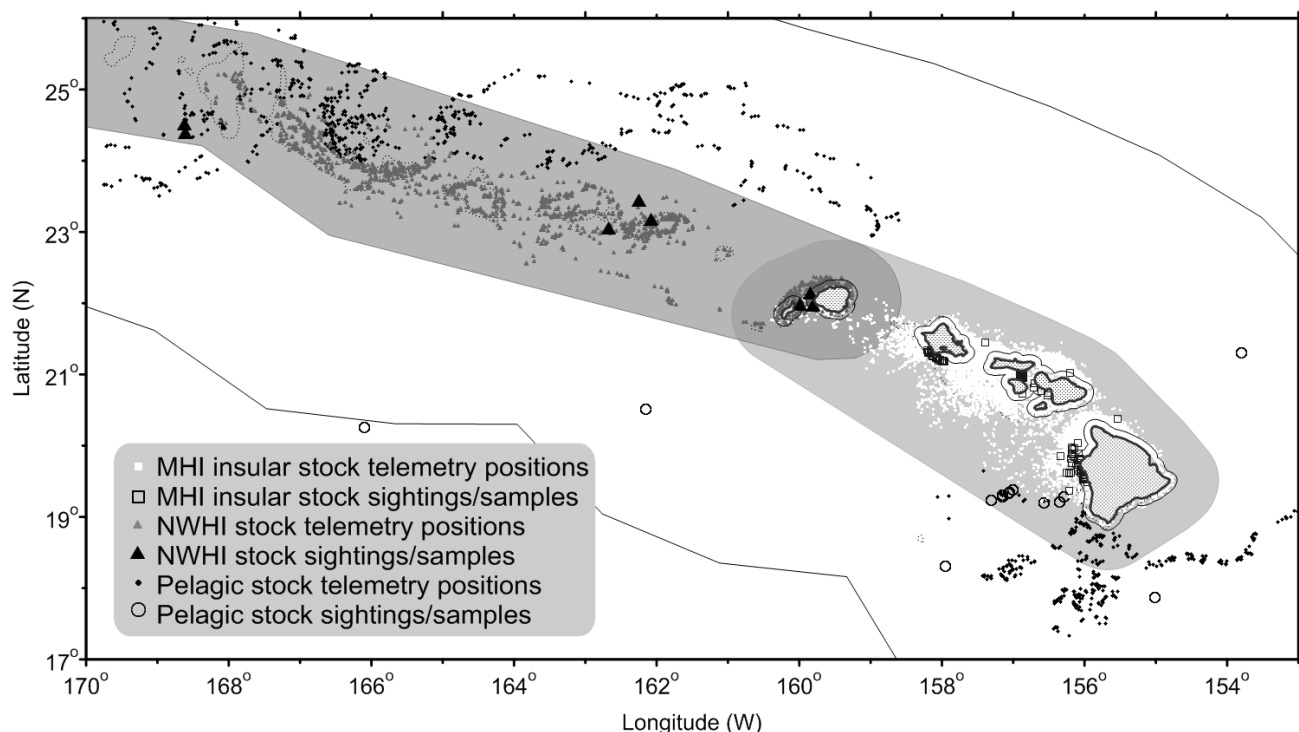 25°
23°
21°
19°
17°
Latitude (N)
MHI insular stock telemetry positions
MHI insular stock sightings/samples
NWHI stock telemetry positions
NWHI stock sightings/samples
Pelagic stock telemetry positions
Pelagic stock sightings/samples
170° 168° 166° 164° 162° 160° 158° 156° 154°
Longitude (W)